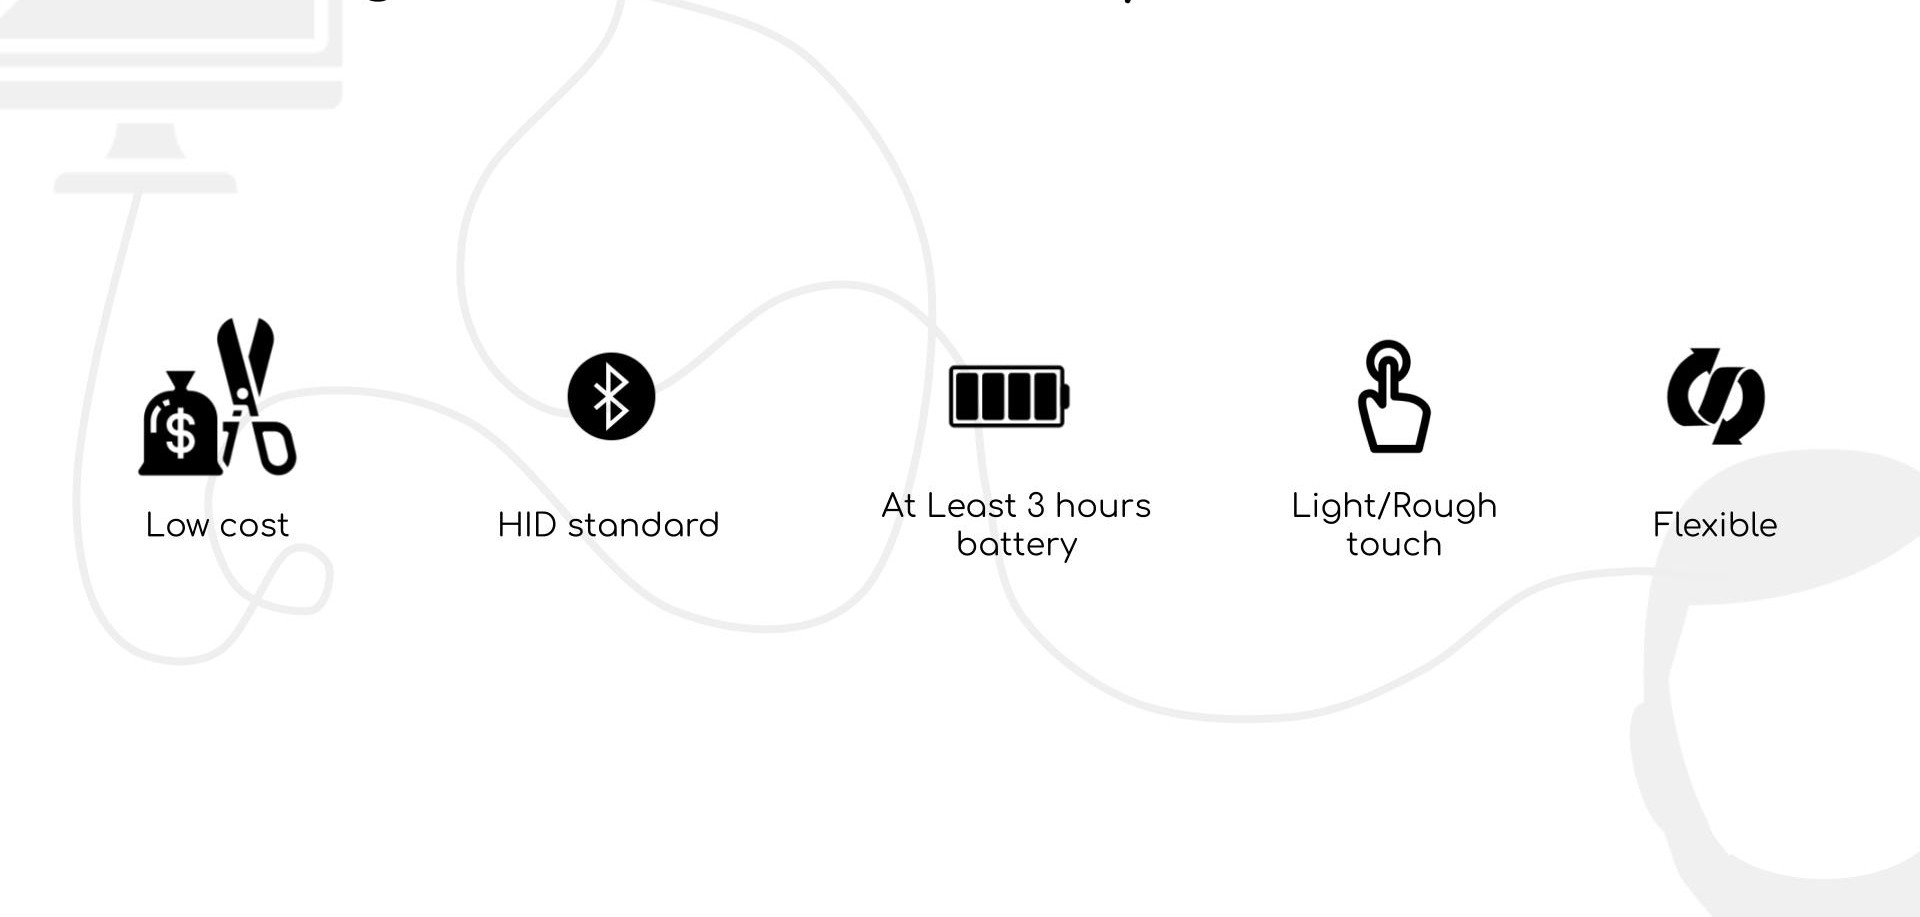 Low cost
HID standard
At Least 3 hours
battery
Light/Rough
touch
Flexible